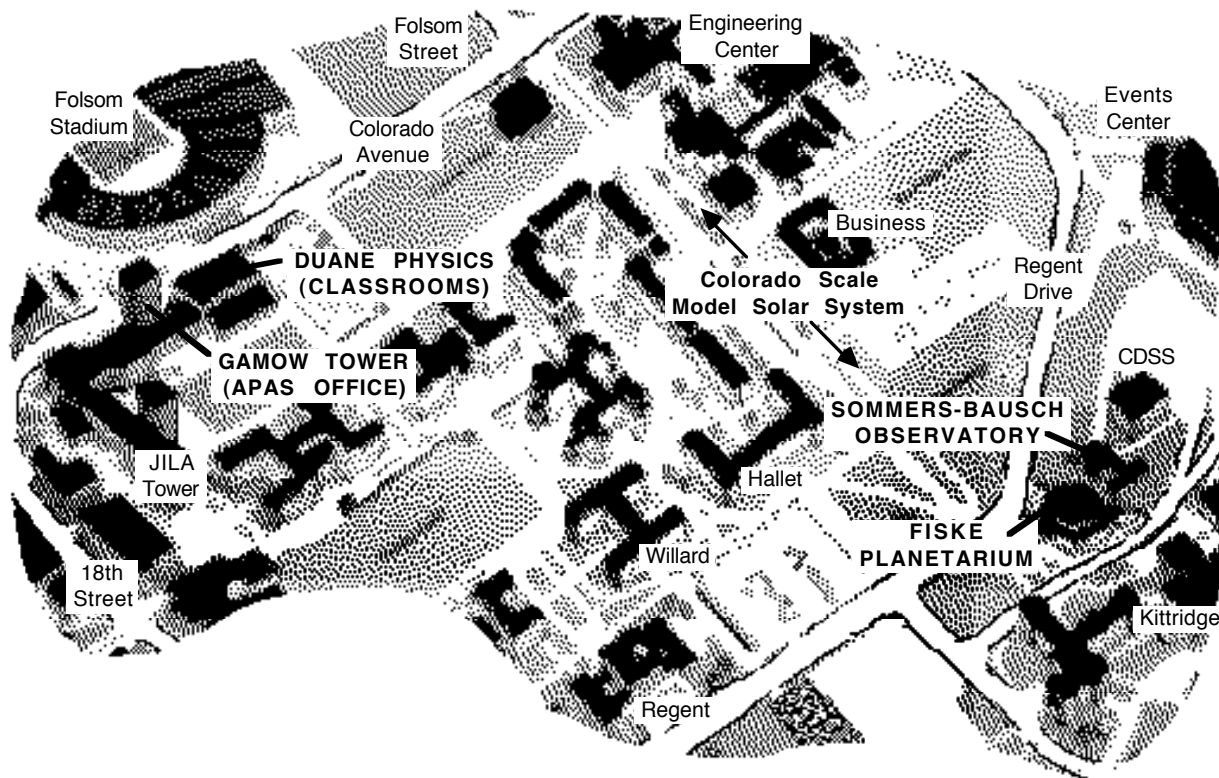 Folsom
Street
Engineering
Center
Folsom
Stadium
Colorado
Avenue
Events
Center
Business
DUANE PHYSICS
(CLASSROOMS)
Colorado Scale
Model Solar System
Regent
Drive
GAMOW TOWER
(APAS OFFICE)
CDSS
SOMMERS-BAUSCH
OBSERVATORY
JILA
Tower
Hallet
FISKE
PLANETARIUM
Willard
18th
Street
Kittridge
Regent